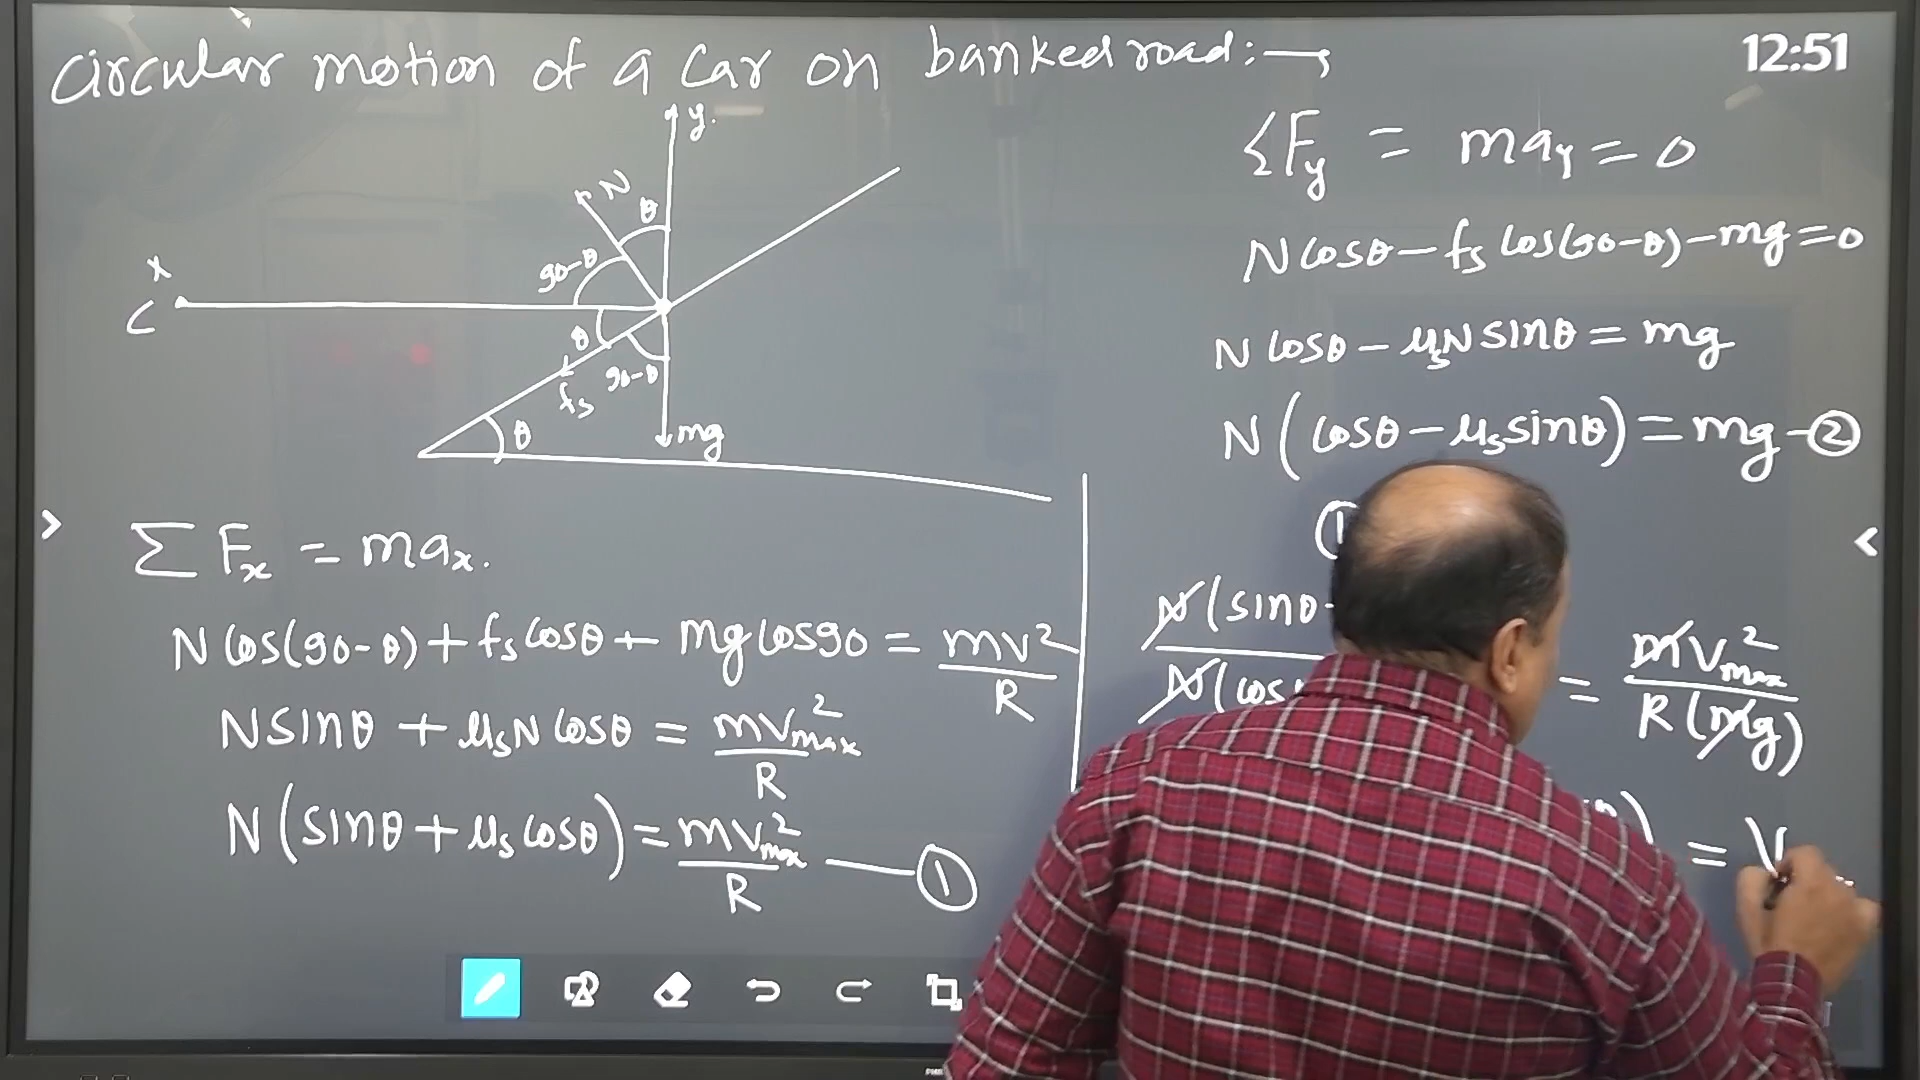 Circular motion of a Car on banked road :→
12:51
y.
N
θ
90-θ
x
C
θ
fs
90-θ
θ
mg
ΣFx = max.
N Cos(90-θ) + fs Cosθ + mg Cos90 = mv²/R
N sinθ + μsN Cosθ = mv²max/R
N(sinθ + μs Cosθ) = mv²max/R — ①
ΣFy = may = 0
N Cosθ - fs Cos(90-θ) - mg = 0
N Cosθ - μsN sinθ = mg
N(Cosθ - μs sinθ) = mg - ②
N(sinθ
N(cos
= mv²max/R(mg)
) = V